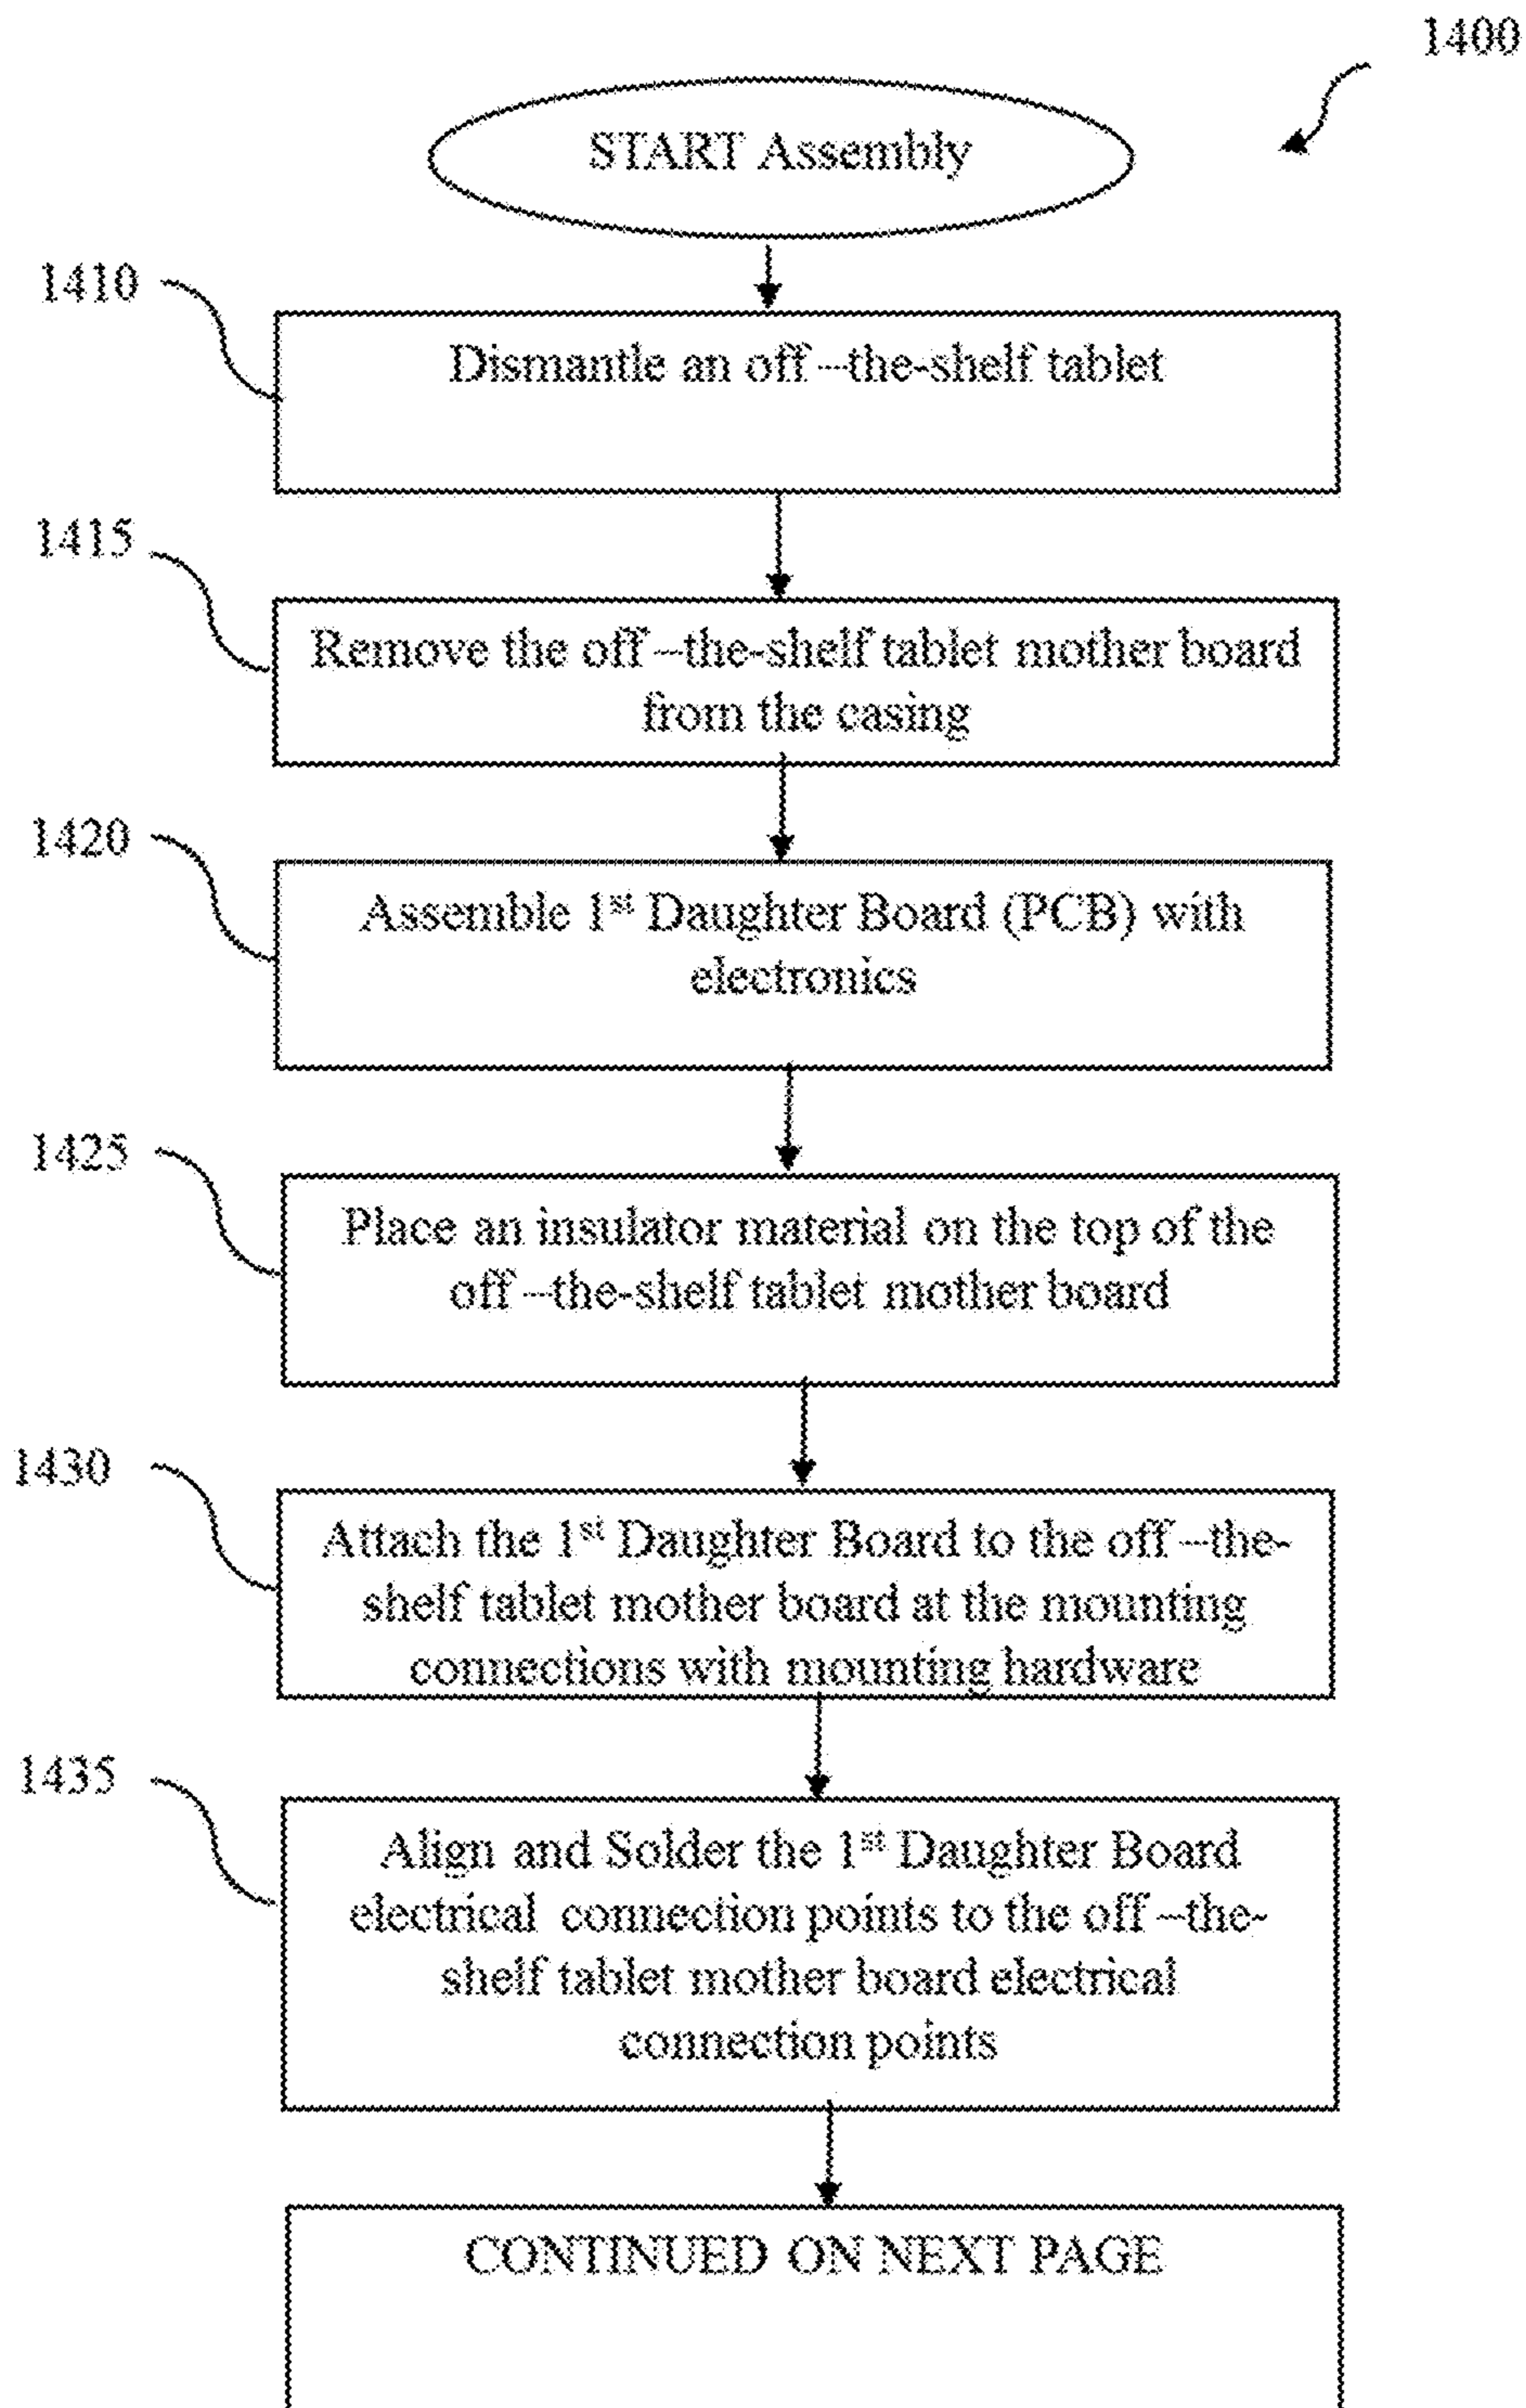 1400
START Assembly
1410
Dismantle an off –the-shelf tablet
1415
Remove the off –the-shelf tablet mother board
from the casing
1420
Assemble 1st Daughter Board (PCB) with
electronics
1425
Place an insulator material on the top of the
off –the-shelf tablet mother board
1430
Attach the 1st Daughter Board to the off –the-
shelf tablet mother board at the mounting
connections with mounting hardware
1435
Align and Solder the 1st Daughter Board
electrical connection points to the off –the-
shelf tablet mother board electrical
connection points
CONTINUED ON NEXT PAGE